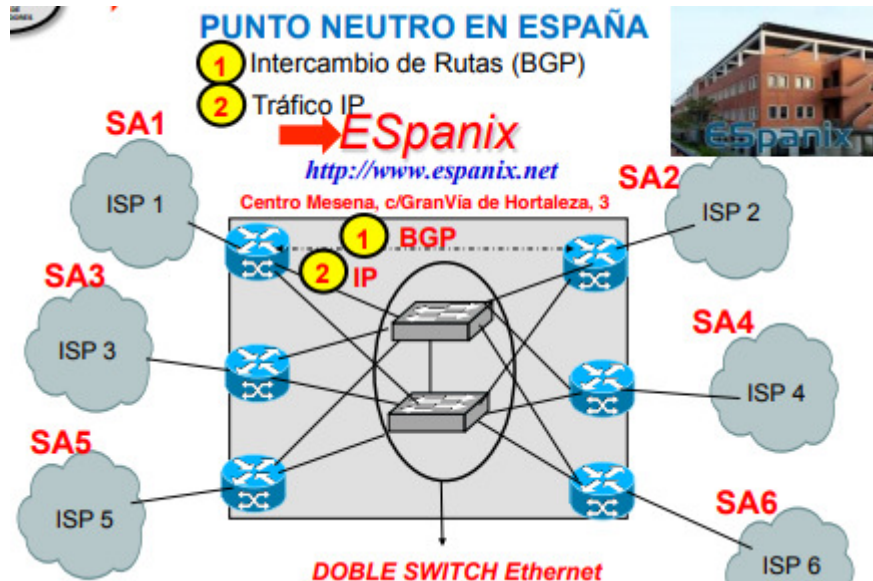 DE
ADORES
PUNTO NEUTRO EN ESPAÑA
1 Intercambio de Rutas (BGP)
2 Tráfico IP
ESpanix
http://www.espanix.net
Centro Mesena, c/GranVía de Hortaleza, 3
ESpanix
SA1
ISP 1
SA2
ISP 2
1 BGP
2 IP
SA3
ISP 3
SA4
ISP 4
SA5
ISP 5
SA6
ISP 6
DOBLE SWITCH Ethernet